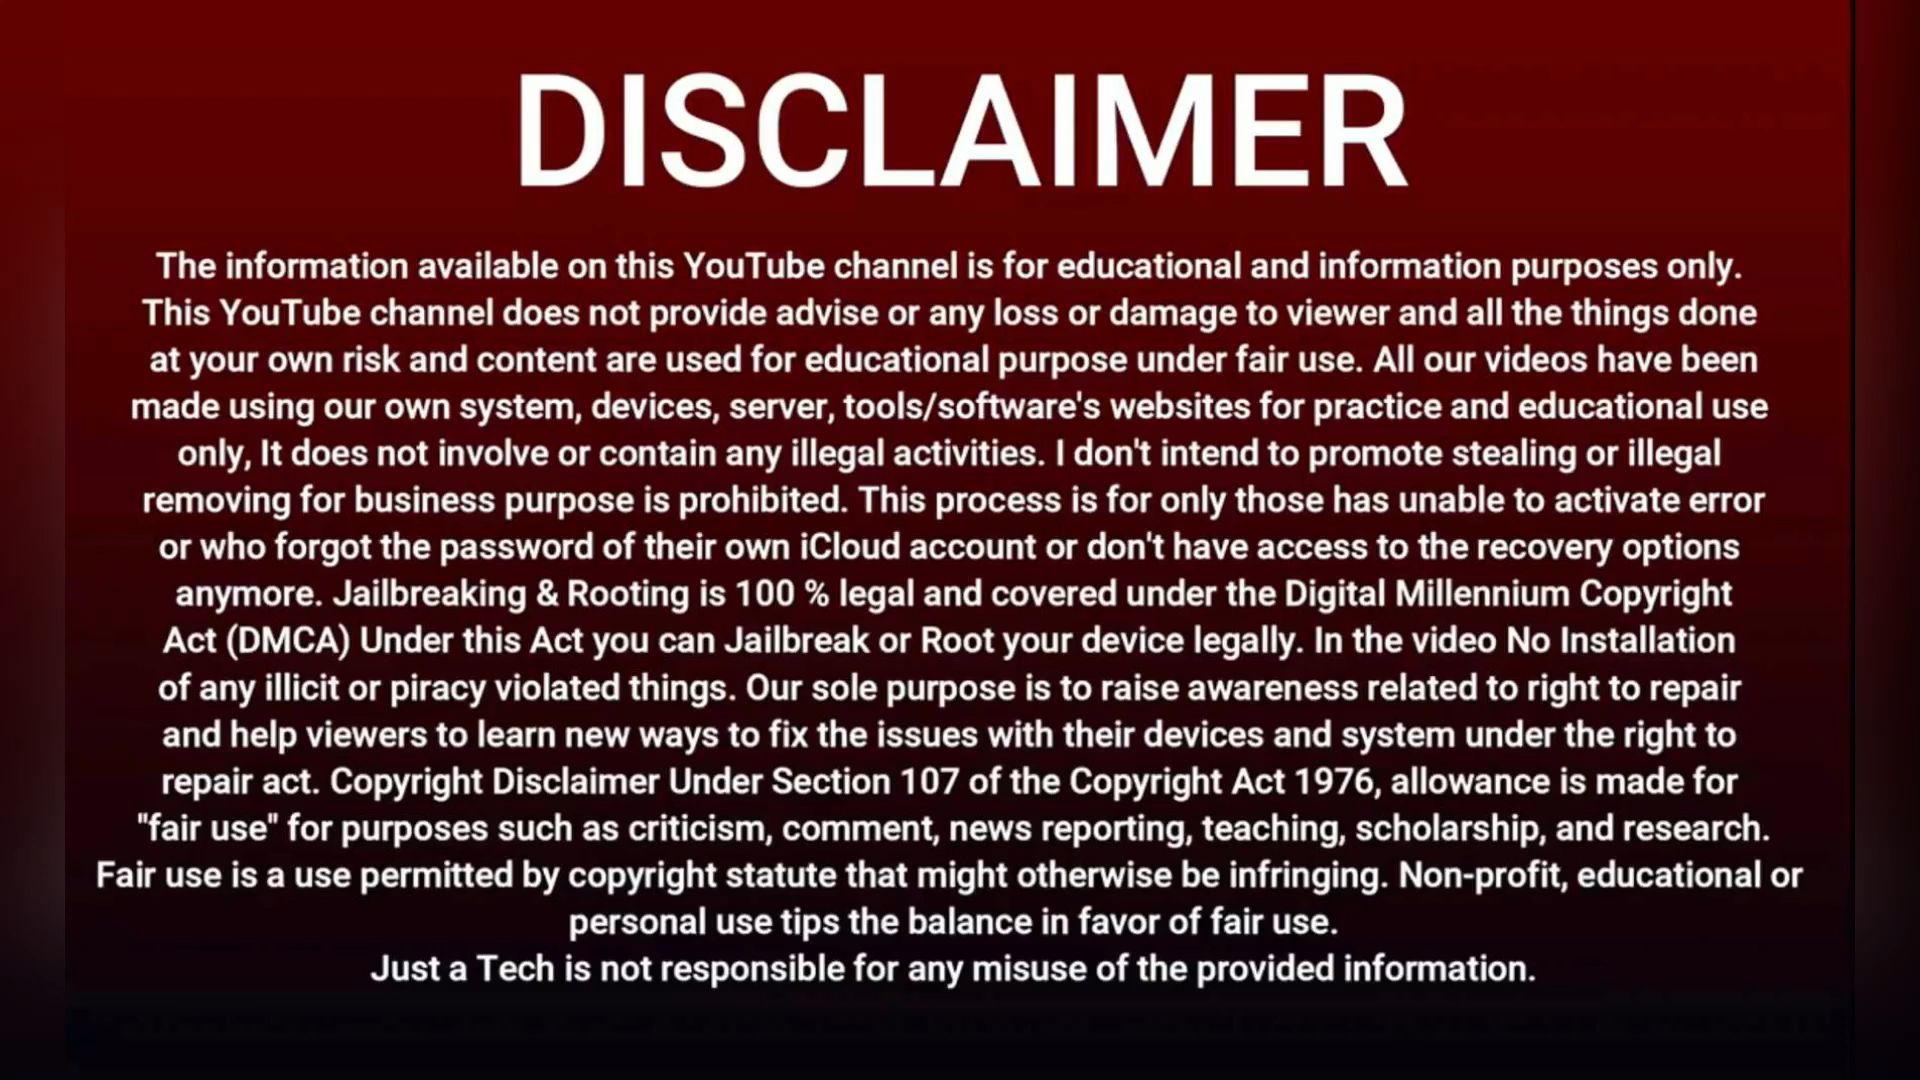 DISCLAIMER
The information available on this YouTube channel is for educational and information purposes only.
This YouTube channel does not provide advise or any loss or damage to viewer and all the things done
at your own risk and content are used for educational purpose under fair use. All our videos have been
made using our own system, devices, server, tools/software's websites for practice and educational use
only, It does not involve or contain any illegal activities. I don't intend to promote stealing or illegal
removing for business purpose is prohibited. This process is for only those has unable to activate error
or who forgot the password of their own iCloud account or don't have access to the recovery options
anymore. Jailbreaking & Rooting is 100 % legal and covered under the Digital Millennium Copyright
Act (DMCA) Under this Act you can Jailbreak or Root your device legally. In the video No Installation
of any illicit or piracy violated things. Our sole purpose is to raise awareness related to right to repair
and help viewers to learn new ways to fix the issues with their devices and system under the right to
repair act. Copyright Disclaimer Under Section 107 of the Copyright Act 1976, allowance is made for
"fair use" for purposes such as criticism, comment, news reporting, teaching, scholarship, and research.
Fair use is a use permitted by copyright statute that might otherwise be infringing. Non-profit, educational or
personal use tips the balance in favor of fair use.
Just a Tech is not responsible for any misuse of the provided information.